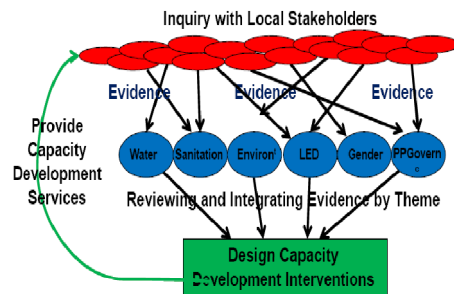 Inquiry with Local Stakeholders
Evidence Evidence Evidence
Provide
Capacity
Development
Services
Water Sanitation Environ'l LED Gender PPGovern
c
Reviewing and Integrating Evidence by Theme
Design Capacity
Development Interventions